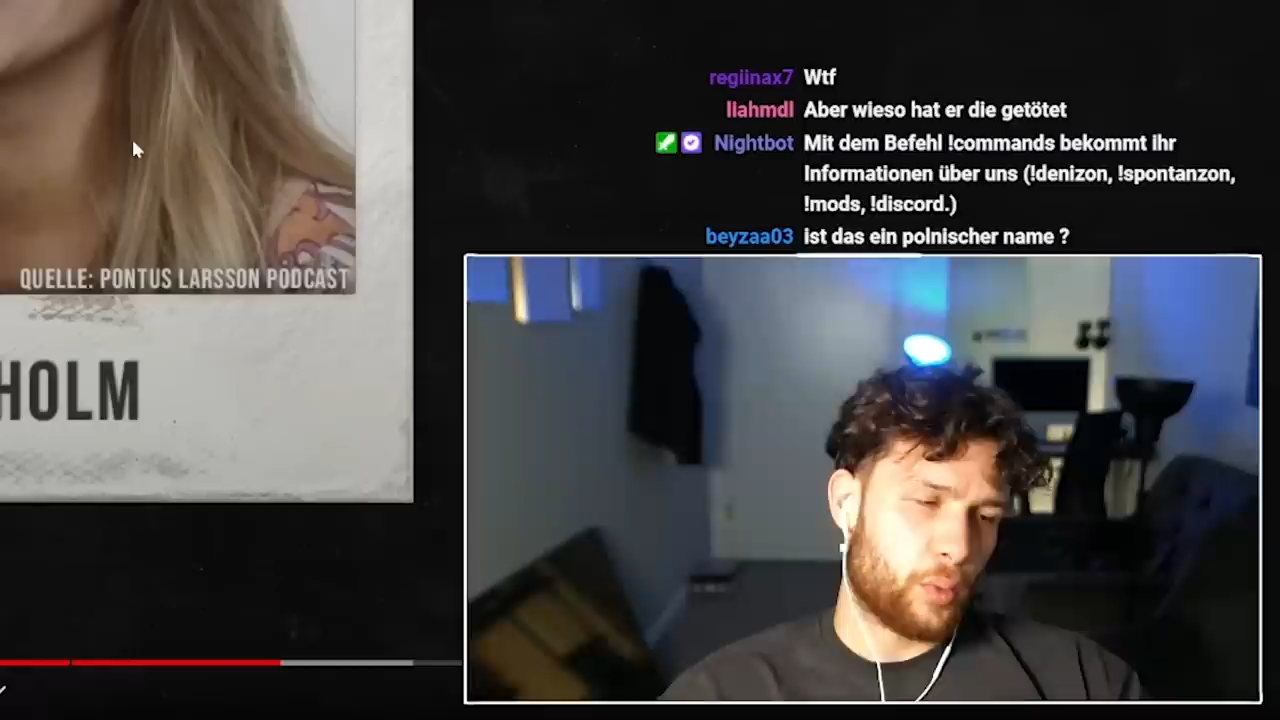 regiinax7 Wtf
llahmdl Aber wieso hat er die getötet
Nightbot Mit dem Befehl !commands bekommt ihr
Informationen über uns (!denizon, !spontanzon,
!mods, !discord.)
beyzaa03 ist das ein polnischer name ?
QUELLE: PONTUS LARSSON PODCAST
HOLM